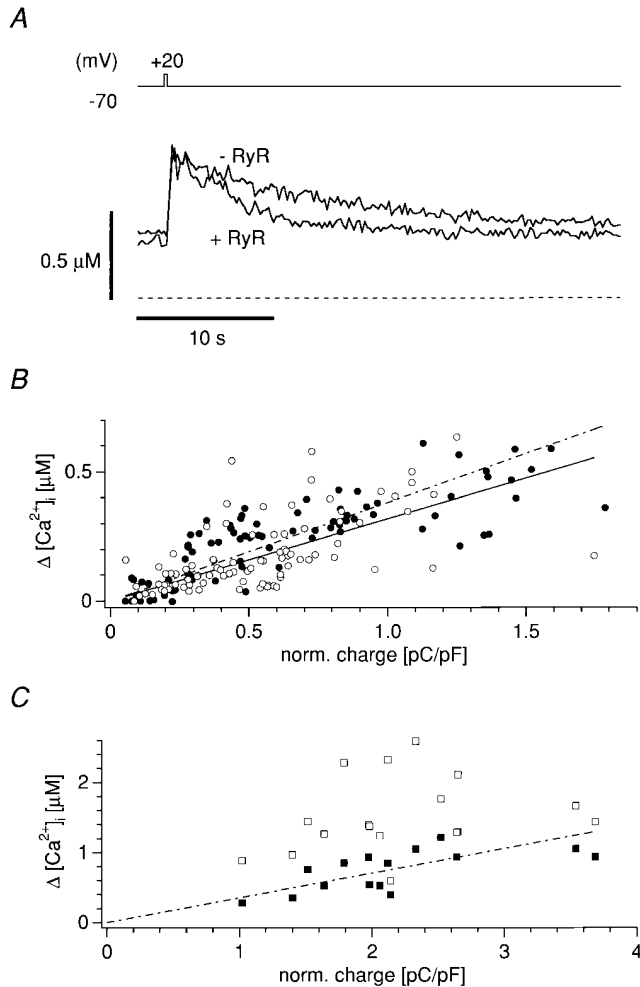 A
(mV) +20
-70
- RyR
+ RyR
0.5 µM
10 s
B
Δ [Ca²⁺]ᵢ [µM]
0.5
0
0 0.5 1.0 1.5
norm. charge [pC/pF]
C
Δ [Ca²⁺]ᵢ [µM]
2
1
0
0 1 2 3 4
norm. charge [pC/pF]